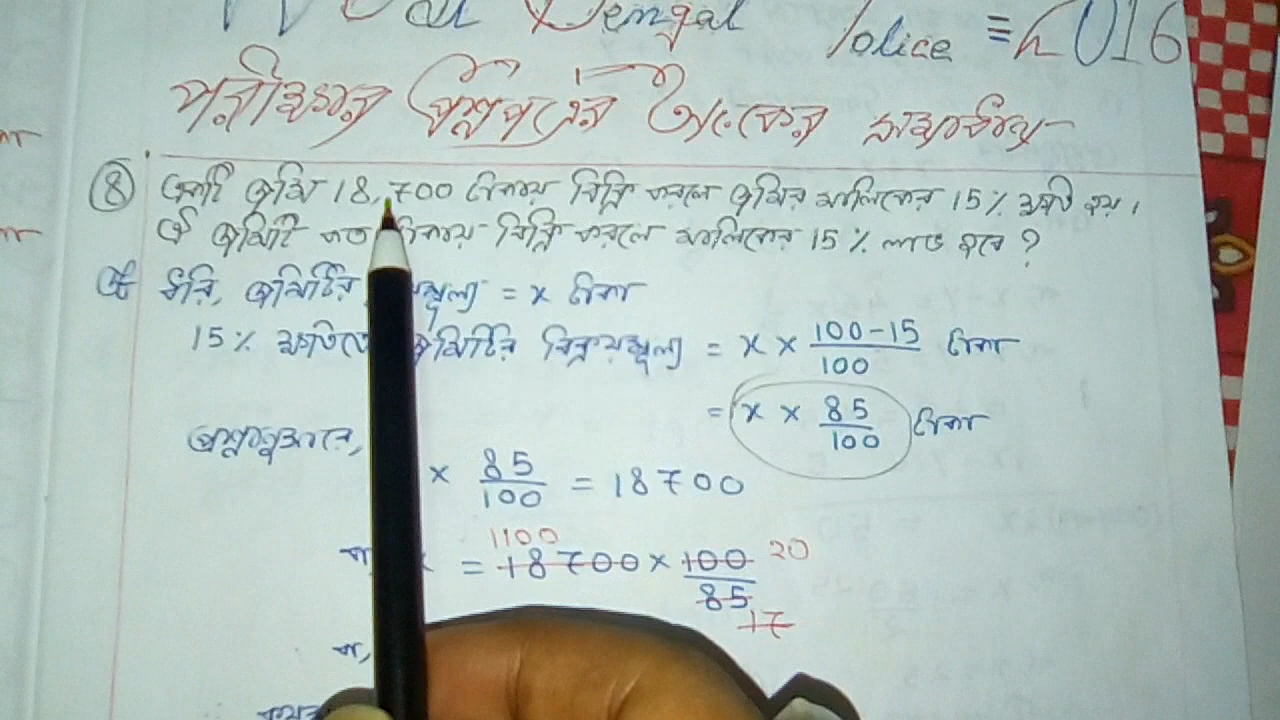 West Bengal Police = 2016
পরীক্ষার প্রশ্নপত্রের অংকের সমাধান-
8 একটি জমি 18,700 টাকায় বিক্রি করলে জমির মালিকের 15% ক্ষতি হয়।
ঐ জমিটি কত টাকায় বিক্রি করলে মালিকের 15% লাভ হবে?
ধরি, জমিটির = x টাকা
15% ক্ষতিতে জমিটির বিক্রয়মূল্য = x × (100-15)/100 টাকা
= x × 85/100 টাকা
প্রশ্নানুসারে,
× 85/100 = 18700
1100
= 18700 × 100/85 20
17
বা,